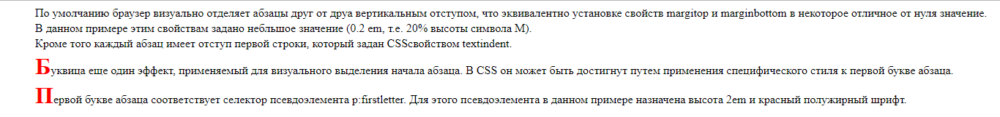 По умолчанию браузер визуально отделяет абзацы друг от друа вертикальным отступом, что эквивалентно установке свойств margitop и marginbottom в некоторое отличное от нуля значение.
В данном примере этим свойствам задано неблышое значение (0.2 em, т.е. 20% высоты символа M).
Кроме того каждый абзац имеет отступ первой строки, который задан CSSсвойством textindent.
Буквица еще один эффект, применяемый для визуального выделения начала абзаца. В CSS он может быть достигнут путем применения специфического стиля к первой букве абзаца.
Первой букве абзаца соответствует селектор псевдоэлемента p:firstletter. Для этого псевдоэлемента в данном примере назначена высота 2em и красный полужирный шрифт.